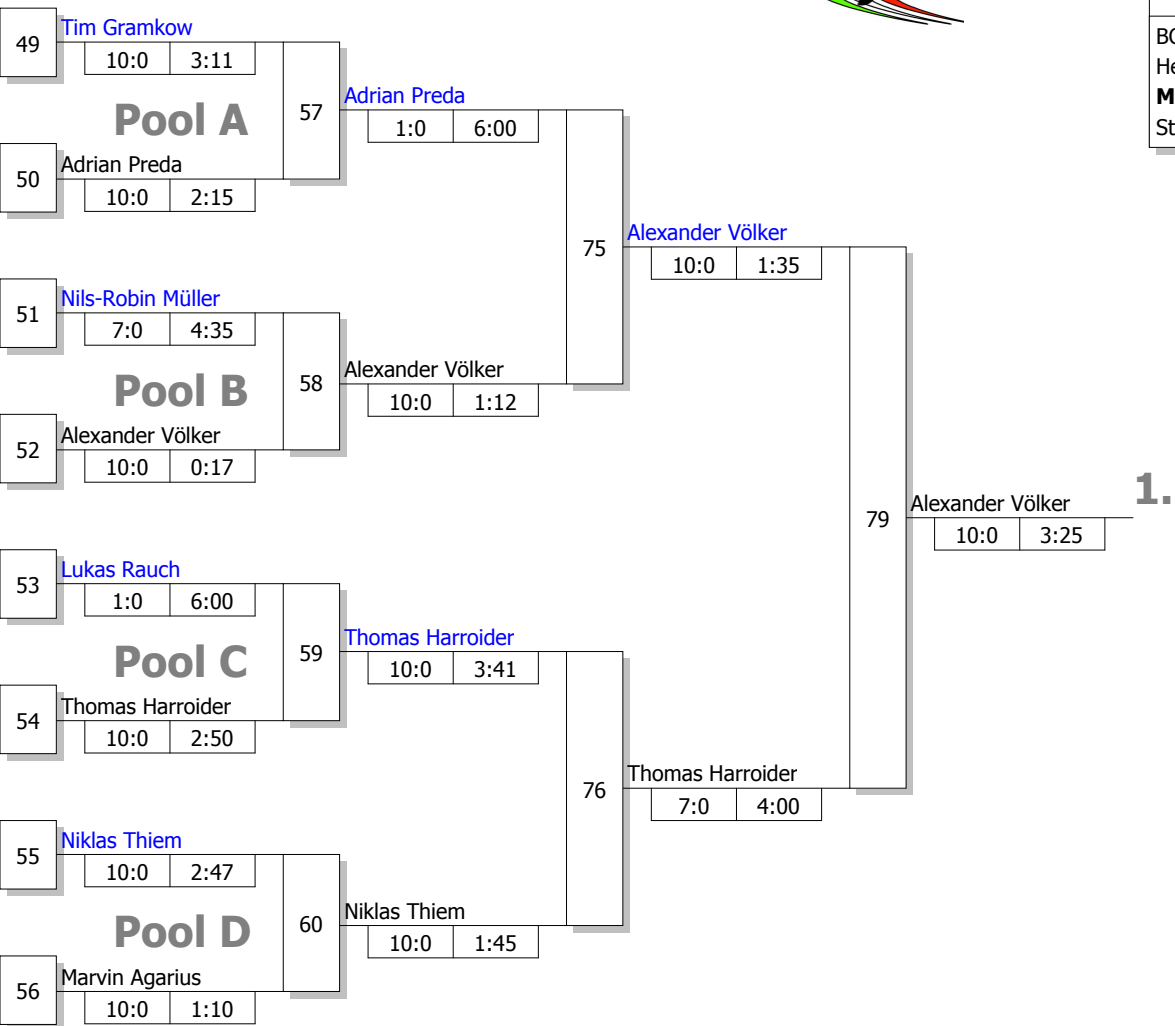 49
Tim Gramkow
10:0 3:11
Pool A
57
Adrian Preda
1:0 6:00
50
Adrian Preda
10:0 2:15
75
Alexander Völker
10:0 1:35
51
Nils-Robin Müller
7:0 4:35
Pool B
58
Alexander Völker
10:0 1:12
52
Alexander Völker
10:0 0:17
79
Alexander Völker
10:0 3:25
1.
53
Lukas Rauch
1:0 6:00
Pool C
59
Thomas Harroider
10:0 3:41
54
Thomas Harroider
10:0 2:50
76
Thomas Harroider
7:0 4:00
55
Niklas Thiem
10:0 2:47
Pool D
60
Niklas Thiem
10:0 1:45
56
Marvin Agarius
10:0 1:10